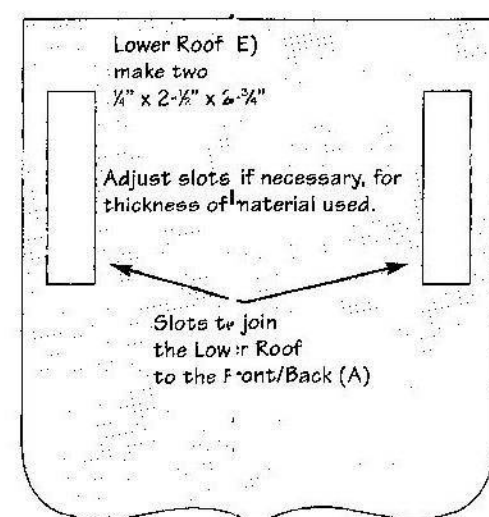 Lower Roof E)
make two
¼" x 2-½" x 2-¾"
Adjust slots if necessary, for
thickness of material used.
Slots to join
the Lower Roof
to the Front/Back (A)